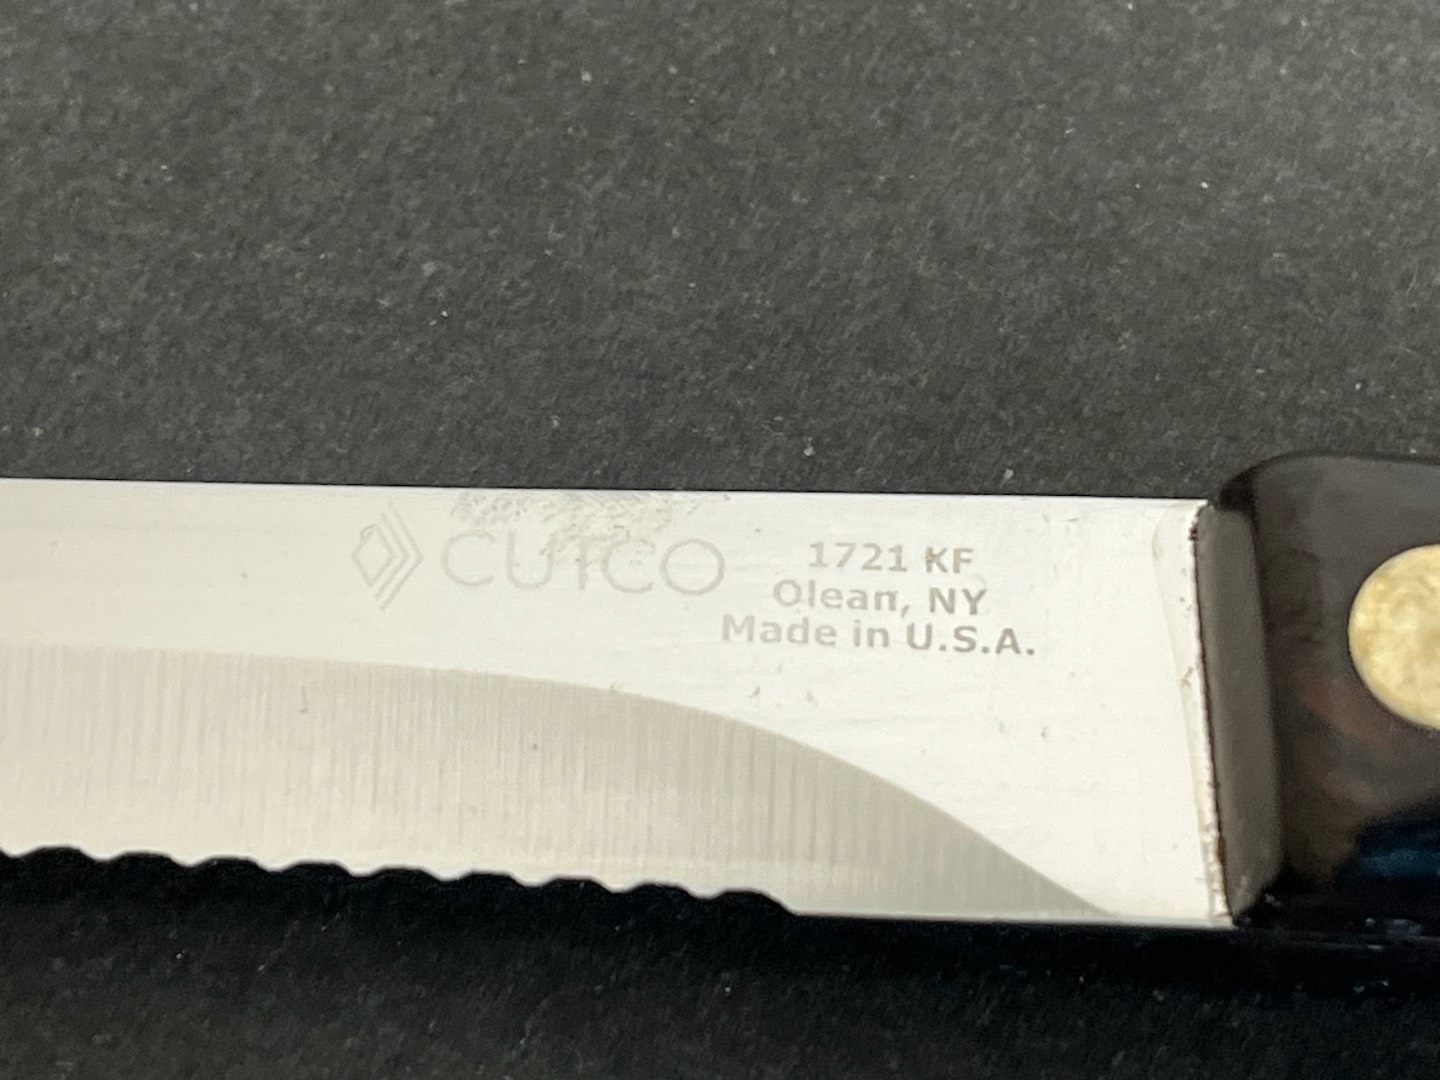 CUTCO
1721 KF
Olean, NY
Made in U.S.A.